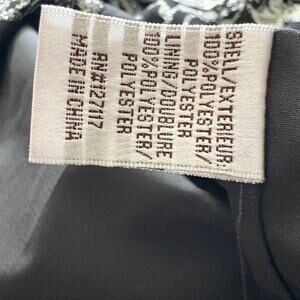 SHELL/EXTERIEUR:
100%POLYESTER/
POLYESTER
LINING/DOUBLURE
100%POLYESTER/
POLYESTER
RN#127117
MADE IN CHINA